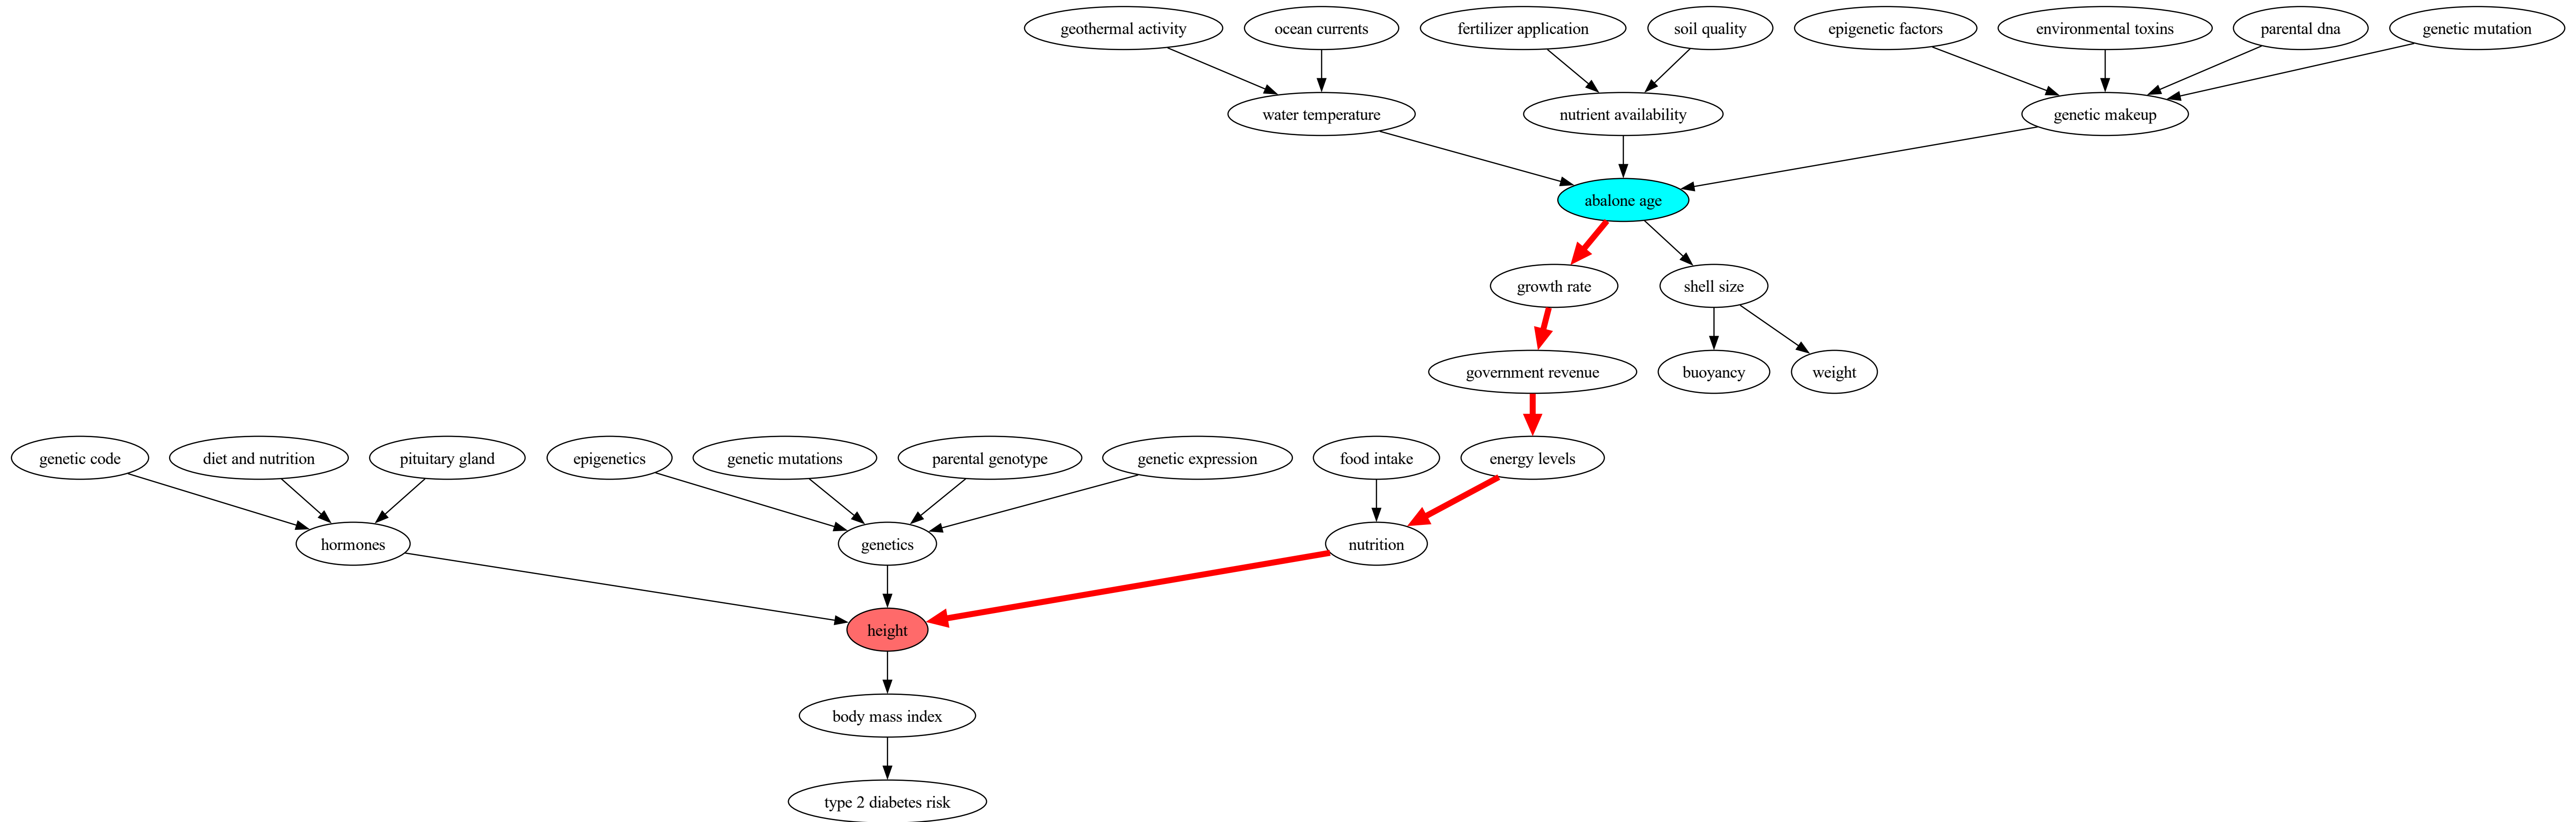 geothermal activity
ocean currents
fertilizer application
soil quality
epigenetic factors
environmental toxins
parental dna
genetic mutation
water temperature
nutrient availability
genetic makeup
abalone age
growth rate
shell size
government revenue
buoyancy
weight
genetic code
diet and nutrition
pituitary gland
epigenetics
genetic mutations
parental genotype
genetic expression
food intake
energy levels
hormones
genetics
nutrition
height
body mass index
type 2 diabetes risk